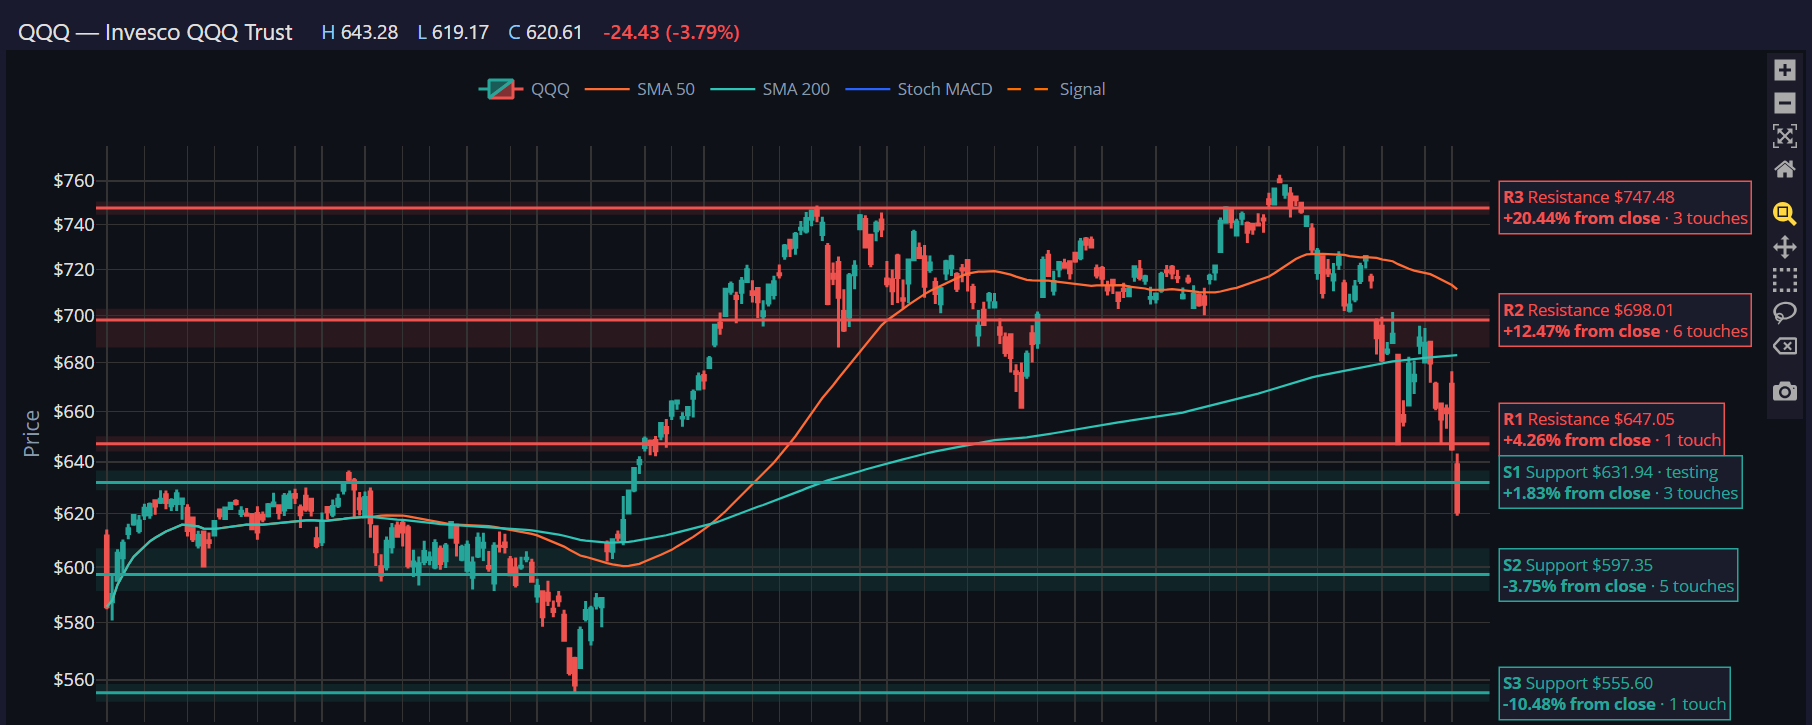 QQQ — Invesco QQQ Trust H 643.28 L 619.17 C 620.61 -24.43 (-3.79%)
QQQ SMA 50 SMA 200 Stoch MACD Signal
$760
$740
$720
$700
$680
$660
$640
$620
$600
$580
$560
Price
R3 Resistance $747.48
+20.44% from close · 3 touches
R2 Resistance $698.01
+12.47% from close · 6 touches
R1 Resistance $647.05
+4.26% from close · 1 touch
S1 Support $631.94 · testing
+1.83% from close · 3 touches
S2 Support $597.35
-3.75% from close · 5 touches
S3 Support $555.60
-10.48% from close · 1 touch